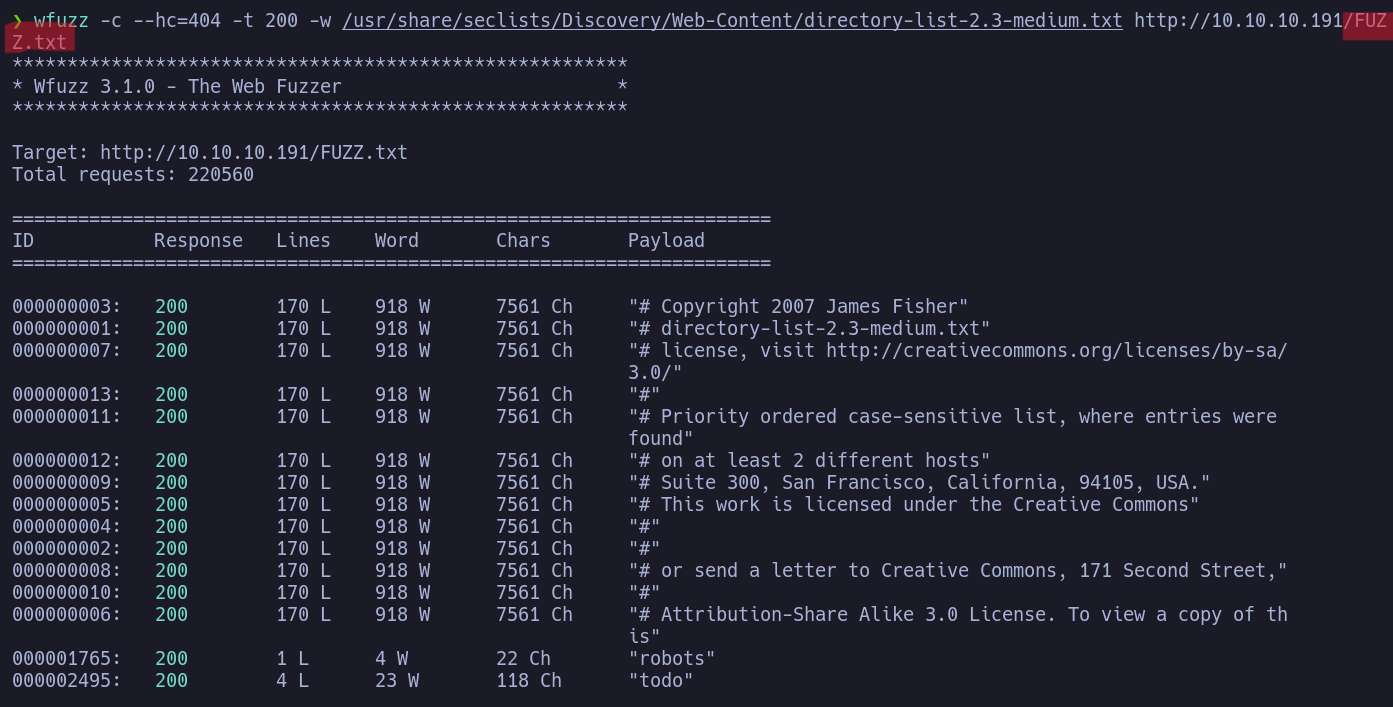 ❯ wfuzz -c --hc=404 -t 200 -w /usr/share/seclists/Discovery/Web-Content/directory-list-2.3-medium.txt http://10.10.10.191/FUZ
Z.txt
********************************************************
* Wfuzz 3.1.0 - The Web Fuzzer                         *
********************************************************
Target: http://10.10.10.191/FUZZ.txt
Total requests: 220560
=====================================================================
ID           Response   Lines    Word       Chars       Payload
=====================================================================
000000003:   200        170 L    918 W      7561 Ch     "# Copyright 2007 James Fisher"
000000001:   200        170 L    918 W      7561 Ch     "# directory-list-2.3-medium.txt"
000000007:   200        170 L    918 W      7561 Ch     "# license, visit http://creativecommons.org/licenses/by-sa/
3.0/"
000000013:   200        170 L    918 W      7561 Ch     "#"
000000011:   200        170 L    918 W      7561 Ch     "# Priority ordered case-sensitive list, where entries were
found"
000000012:   200        170 L    918 W      7561 Ch     "# on at least 2 different hosts"
000000009:   200        170 L    918 W      7561 Ch     "# Suite 300, San Francisco, California, 94105, USA."
000000005:   200        170 L    918 W      7561 Ch     "# This work is licensed under the Creative Commons"
000000004:   200        170 L    918 W      7561 Ch     "#"
000000002:   200        170 L    918 W      7561 Ch     "#"
000000008:   200        170 L    918 W      7561 Ch     "# or send a letter to Creative Commons, 171 Second Street,"
000000010:   200        170 L    918 W      7561 Ch     "#"
000000006:   200        170 L    918 W      7561 Ch     "# Attribution-Share Alike 3.0 License. To view a copy of th
is"
000001765:   200        1 L      4 W        22 Ch       "robots"
000002495:   200        4 L      23 W       118 Ch      "todo"